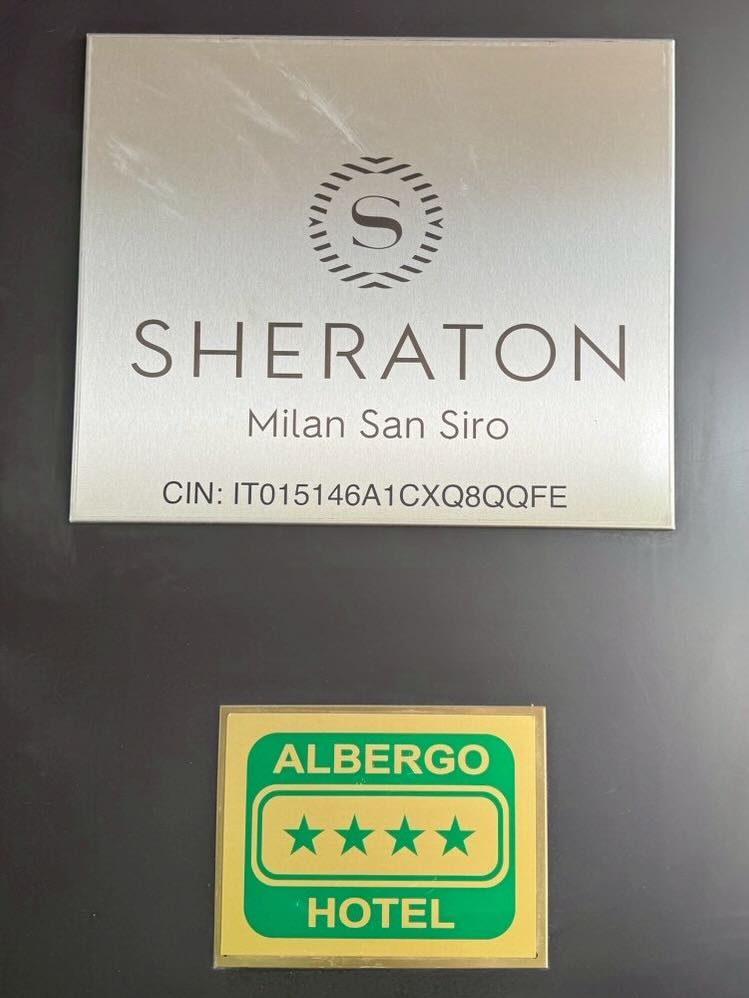 S
SHERATON
Milan San Siro
CIN: IT015146A1CXQ8QQFE
ALBERGO
★★★★
HOTEL